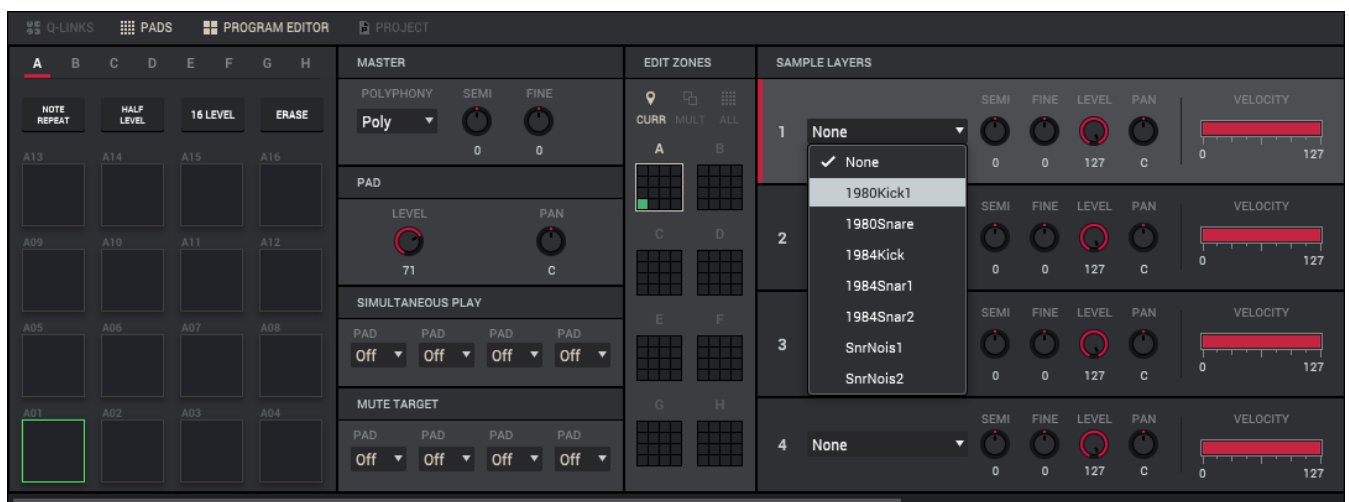 Q-LINKS PADS PROGRAM EDITOR PROJECT
A B C D E F G H
NOTE REPEAT
HALF LEVEL
16 LEVEL
ERASE
A13 A14 A15 A16
A09 A10 A11 A12
A05 A06 A07 A08
A01 A02 A03 A04
MASTER
POLYPHONY SEMI FINE
Poly
0 0
PAD
LEVEL PAN
71 C
SIMULTANEOUS PLAY
PAD PAD PAD PAD
Off Off Off Off
MUTE TARGET
PAD PAD PAD PAD
Off Off Off Off
EDIT ZONES
CURR MULT ALL
A B
C D
E F
G H
SAMPLE LAYERS
SEMI FINE LEVEL PAN VELOCITY
1 None
0 0 127 C 0 127
None
1980Kick1
1980Snare
1984Kick
1984Snar1
1984Snar2
SnrNois1
SnrNois2
SEMI FINE LEVEL PAN VELOCITY
2
0 0 127 C 0 127
SEMI FINE LEVEL PAN VELOCITY
3
0 0 127 C 0 127
SEMI FINE LEVEL PAN VELOCITY
4 None
0 0 127 C 0 127